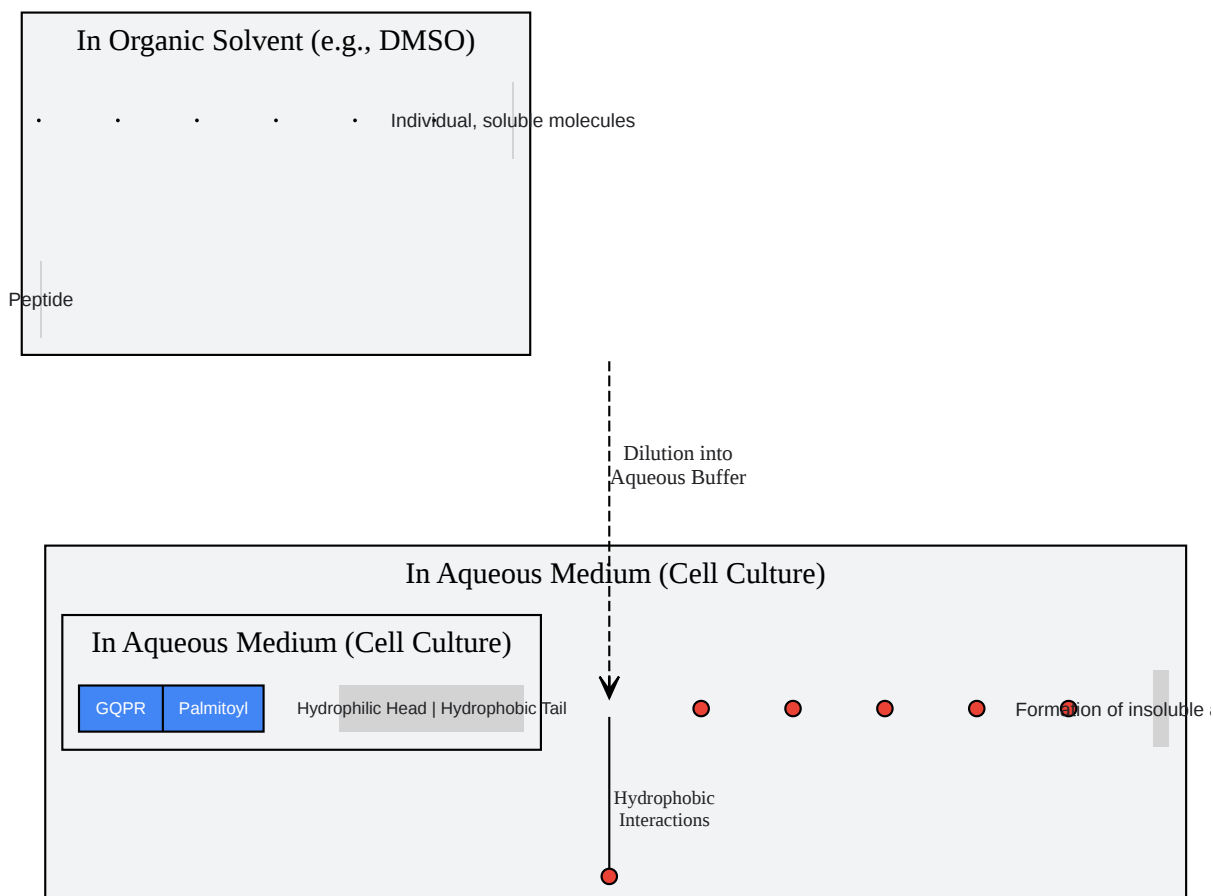 In Organic Solvent (e.g., DMSO)
Individual, soluble molecules
Peptide
Dilution into
Aqueous Buffer
In Aqueous Medium (Cell Culture)
In Aqueous Medium (Cell Culture)
GQPR
Palmitoyl
Hydrophilic Head | Hydrophobic Tail
Formation of insoluble
Hydrophobic
Interactions